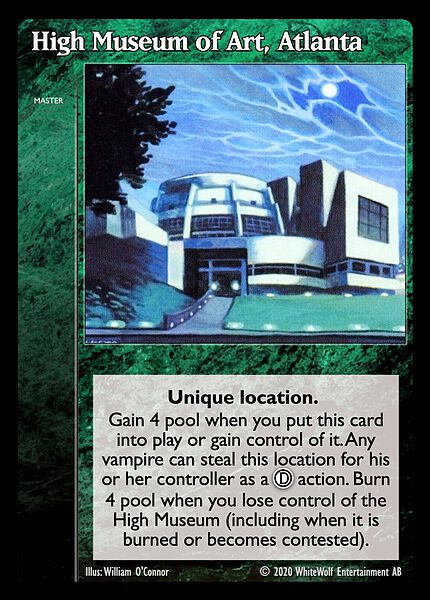 High Museum of Art, Atlanta
MASTER
Unique location.
Gain 4 pool when you put this card
into play or gain control of it.Any
vampire can steal this location for his
or her controller as a Ⓓ action. Burn
4 pool when you lose control of the
High Museum (including when it is
burned or becomes contested).
Illus: William O'Connor
© 2020 WhiteWolf Entertainment AB